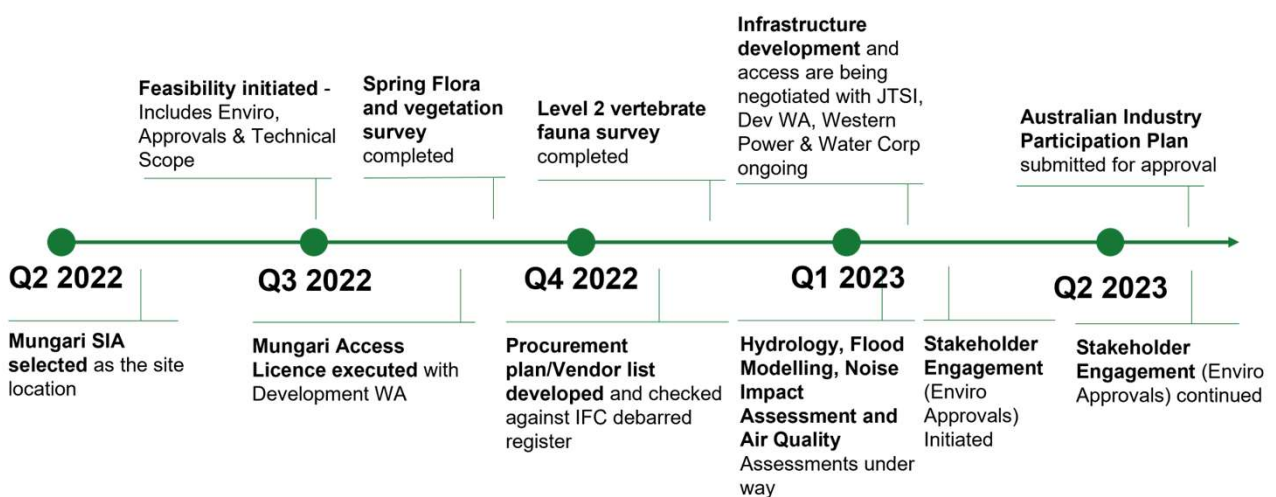 Feasibility initiated -
Includes Enviro,
Approvals & Technical
Scope
Spring Flora
and vegetation
survey
completed
Level 2 vertebrate
fauna survey
completed
Infrastructure
development and
access are being
negotiated with JTSI,
Dev WA, Western
Power & Water Corp
ongoing
Australian Industry
Participation Plan
submitted for approval
Q2 2022
Q3 2022
Q4 2022
Q1 2023
Q2 2023
Mungari SIA
selected as the site
location
Mungari Access
Licence executed with
Development WA
Procurement
plan/Vendor list
developed and checked
against IFC debarred
register
Hydrology, Flood
Modelling, Noise
Impact
Assessment and
Air Quality
Assessments under
way
Stakeholder
Engagement
(Enviro
Approvals)
Initiated
Stakeholder
Engagement (Enviro
Approvals) continued